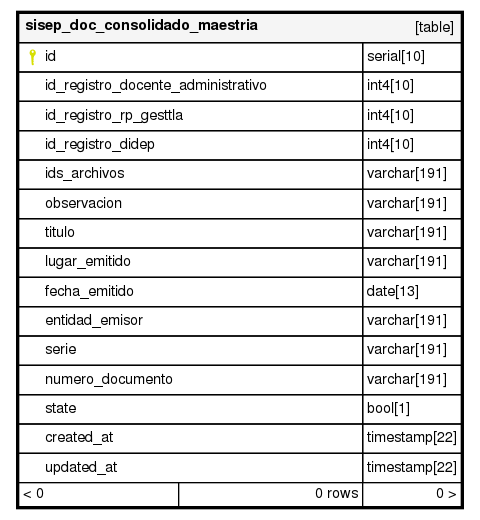 sisep_doc_consolidado_maestria [table]
id serial[10]
id_registro_docente_administrativo int4[10]
id_registro_rp_gesttla int4[10]
id_registro_didep int4[10]
ids_archivos varchar[191]
observacion varchar[191]
titulo varchar[191]
lugar_emitido varchar[191]
fecha_emitido date[13]
entidad_emisor varchar[191]
serie varchar[191]
numero_documento varchar[191]
state bool[1]
created_at timestamp[22]
updated_at timestamp[22]
< 0 0 rows 0 >